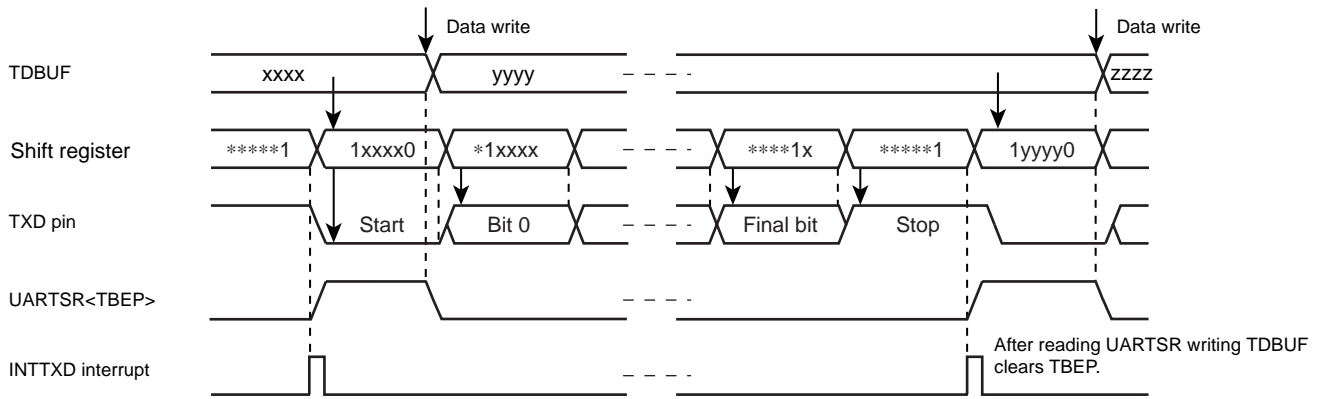 Data write
Data write
TDBUF
xxxx
yyyy
zzzz
Shift register
*****1
1xxxx0
*1xxxx
****1x
*****1
1yyyy0
TXD pin
Start
Bit 0
Final bit
Stop
UARTSR<TBEP>
INTTXD interrupt
After reading UARTSR writing TDBUF
clears TBEP.